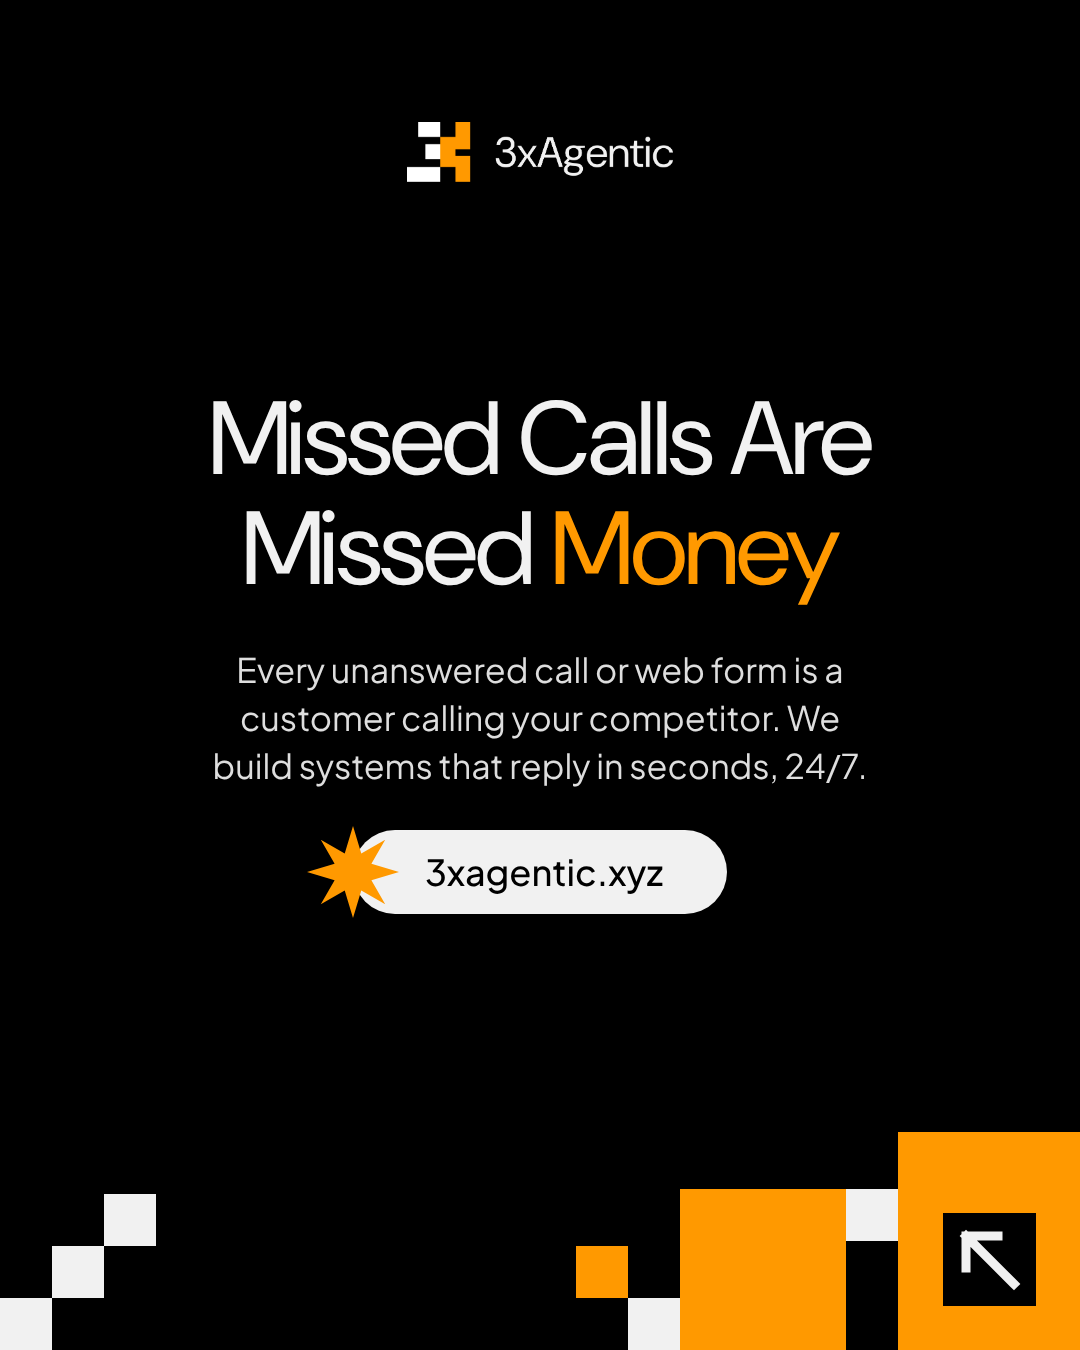 3xAgentic
Missed Calls Are
Missed Money
Every unanswered call or web form is a
customer calling your competitor. We
build systems that reply in seconds, 24/7.
3xagentic.xyz